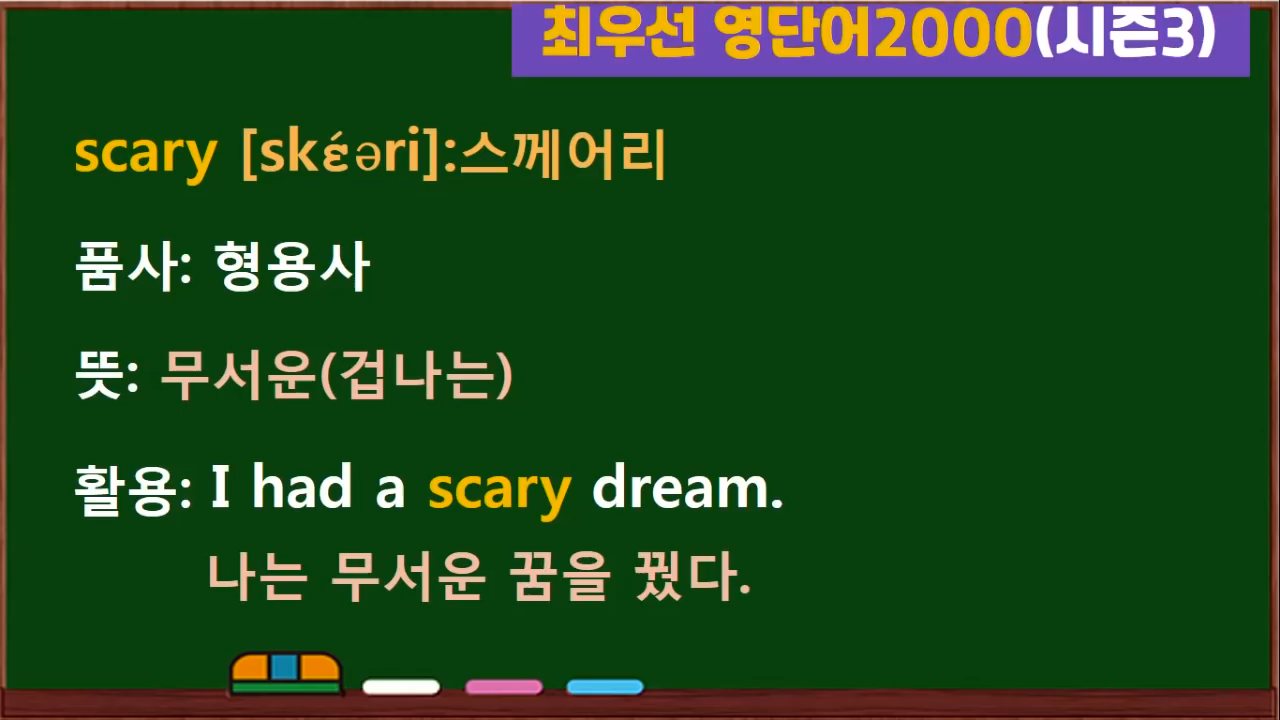 최우선 영단어2000(시즌3)
scary [skɛ́əri]:스께어리
품사: 형용사
뜻: 무서운(겁나는)
활용: I had a scary dream.
나는 무서운 꿈을 꿨다.